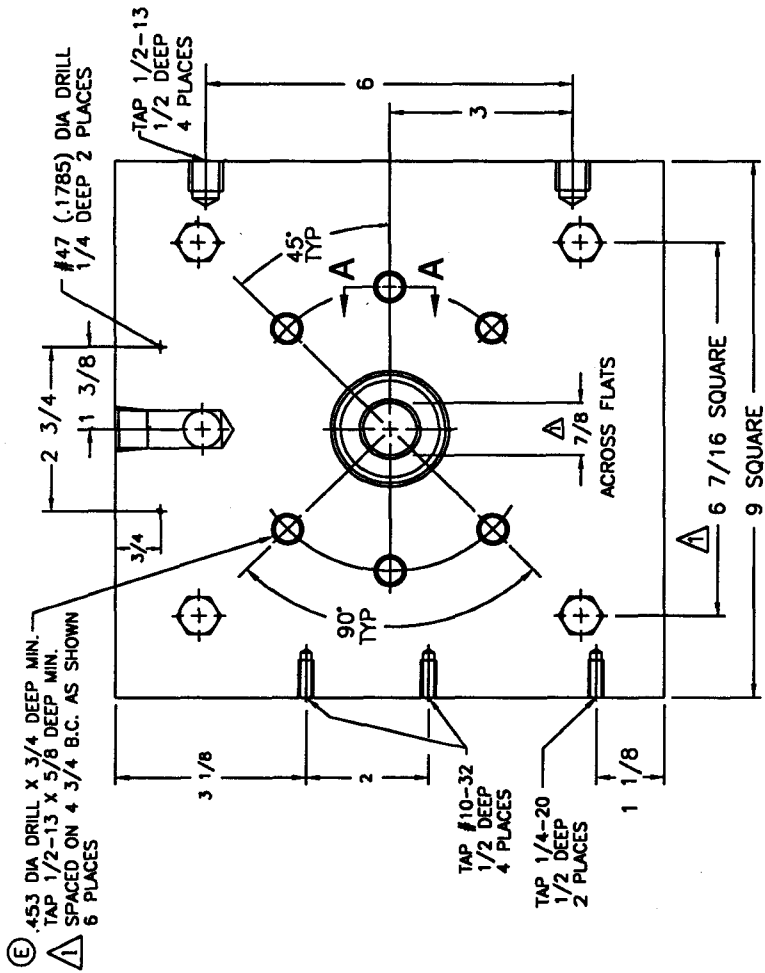 E
.453 DIA DRILL X 3/4 DEEP MIN.
TAP 1/2-13 X 5/8 DEEP MIN.
1
SPACED ON 4 3/4 B.C. AS SHOWN
6 PLACES
2 3/4
1 3/8
3/4
#47 (.1785) DIA DRILL
1/4 DEEP 2 PLACES
TAP 1/2-13
1/2 DEEP
4 PLACES
6
3
45°
TYP
A
A
90°
TYP
1
7/8
ACROSS FLATS
3 1/8
2
TAP #10-32
1/2 DEEP
4 PLACES
TAP 1/4-20
1/2 DEEP
2 PLACES
1 1/8
1
6 7/16 SQUARE
9 SQUARE